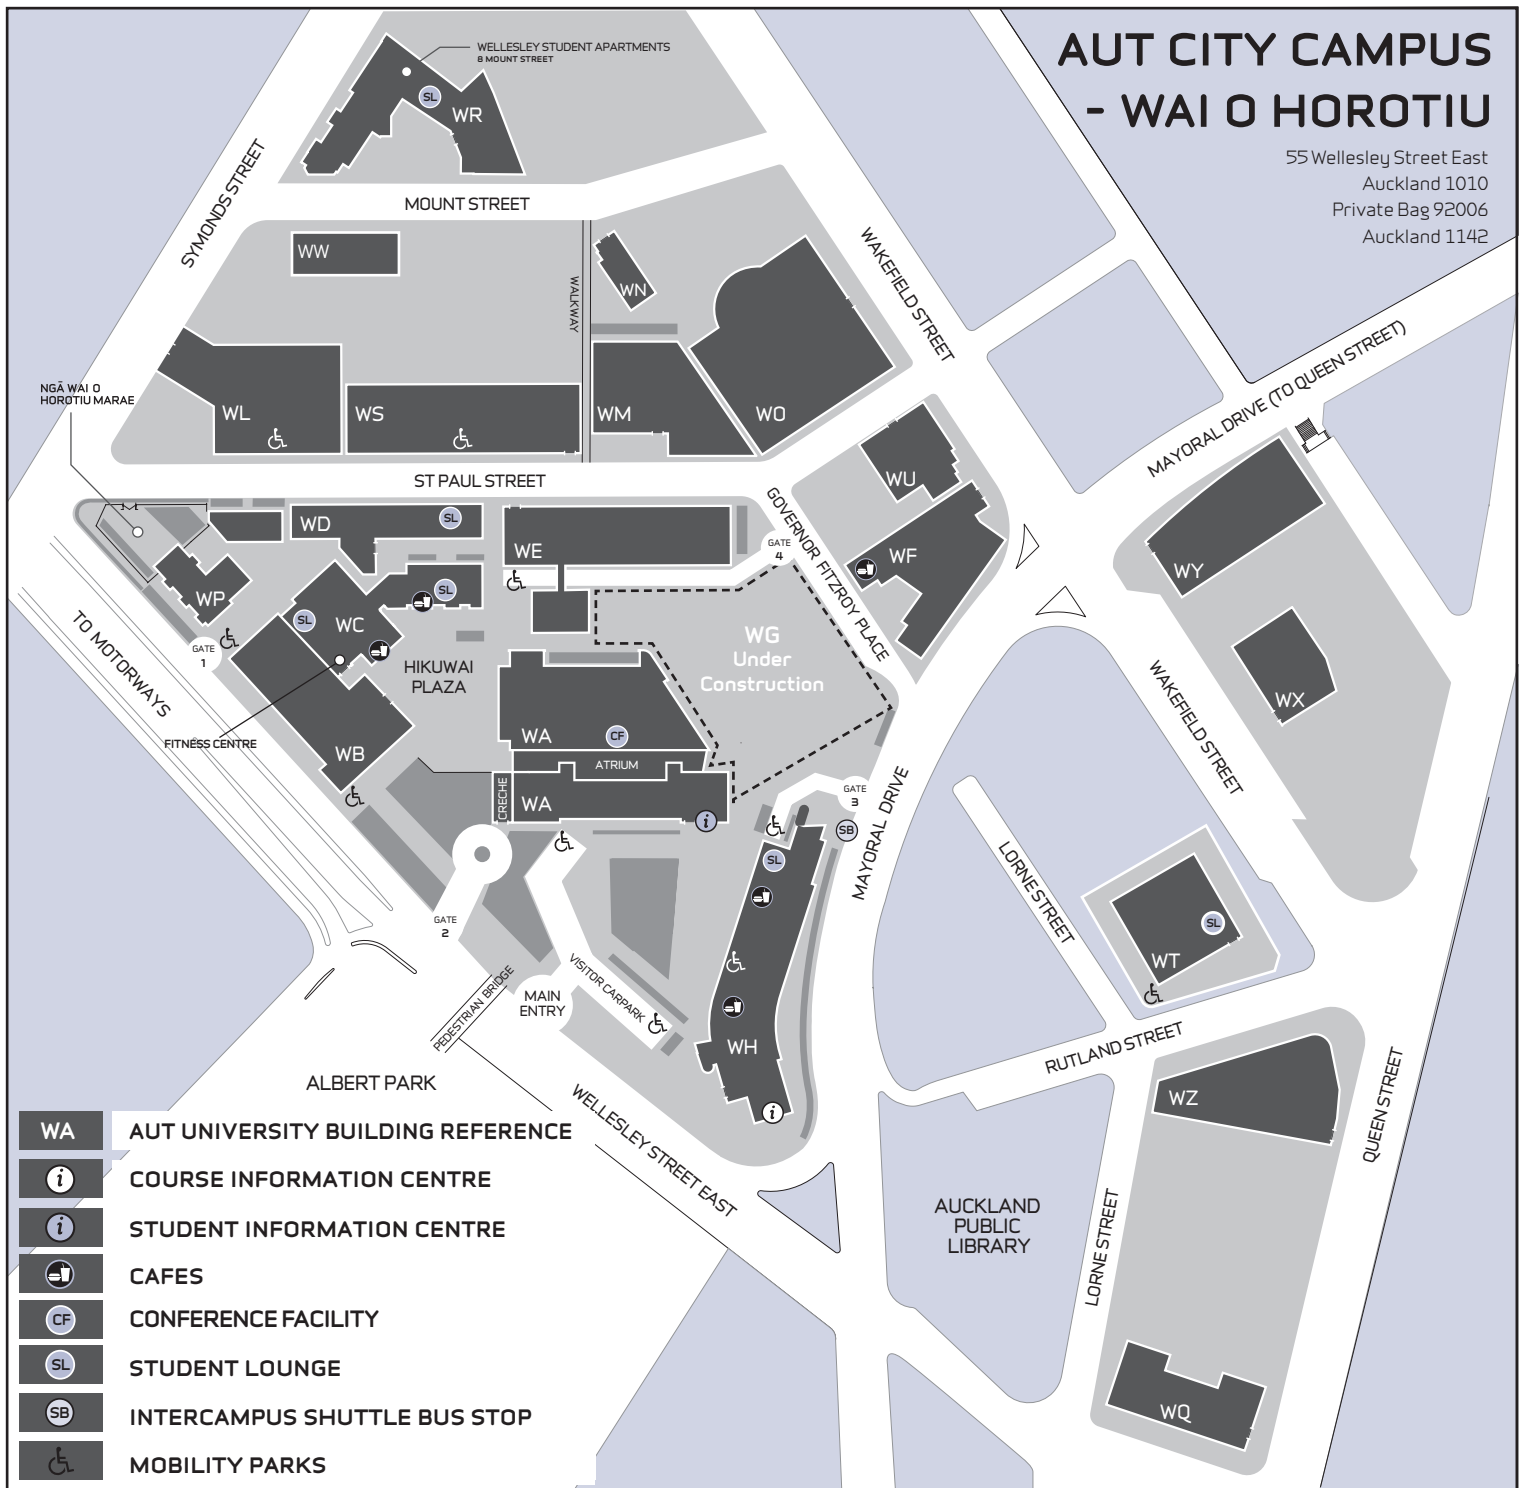 AUT CITY CAMPUS
- WAI O HOROTIU
55 Wellesley Street East
Auckland 1010
Private Bag 92006
Auckland 1142
WELLESLEY STUDENT APARTMENTS
8 MOUNT STREET
SL
WR
SYMONDS STREET
MOUNT STREET
WW
WN
WALKWAY
WAKEFIELD STREET
MAYORAL DRIVE (TO QUEEN STREET)
NGĀ WAI O
HOROTIU MARAE
WL
WS
WM
WO
ST PAUL STREET
WU
GOVERNOR FITZROY PLACE
WD
SL
WE
GATE
4
WF
WY
WP
SL
SL
WC
GATE
1
TO MOTORWAYS
HIKUWAI
PLAZA
WG
Under
Construction
WAKEFIELD STREET
WX
FITNESS CENTRE
WB
WA
CF
ATRIUM
CRECHE
WA
i
GATE
3
SB
MAYORAL DRIVE
SL
LORNE STREET
SL
WT
GATE
2
VISITOR CARPARK
PEDESTRIAN BRIDGE
MAIN
ENTRY
WH
i
RUTLAND STREET
ALBERT PARK
WELLESLEY STREET EAST
WZ
QUEEN STREET
AUCKLAND
PUBLIC
LIBRARY
LORNE STREET
WQ
WA AUT UNIVERSITY BUILDING REFERENCE
i COURSE INFORMATION CENTRE
i STUDENT INFORMATION CENTRE
CAFES
CF CONFERENCE FACILITY
SL STUDENT LOUNGE
SB INTERCAMPUS SHUTTLE BUS STOP
MOBILITY PARKS